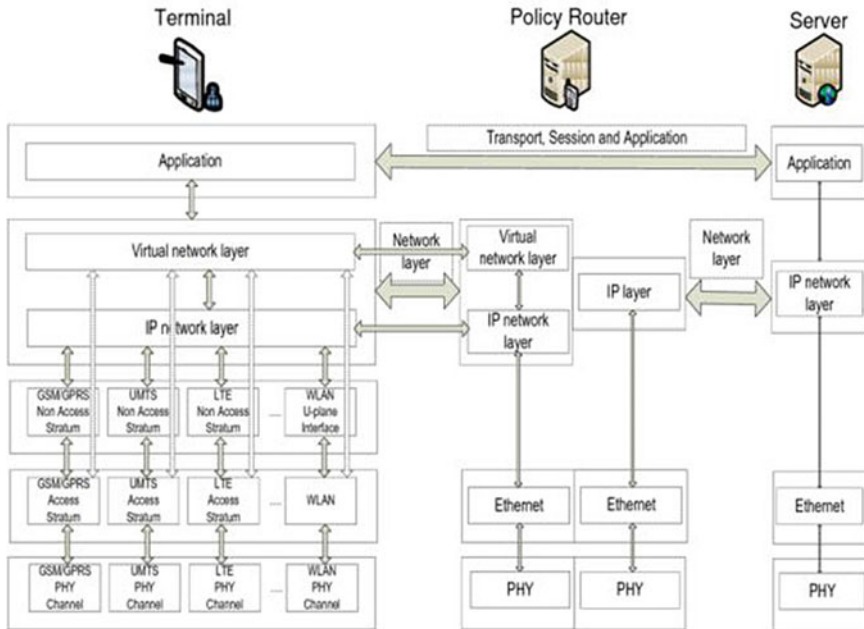 Terminal
Policy Router
Server
Transport, Session and Application
Application
Application
Virtual network layer
Network
layer
Virtual
network layer
Network
layer
IP layer
IP network
layer
IP network layer
IP network
layer
GSM/GPRS
Non Access
Stratum
UMTS
Non Access
Stratum
LTE
Non Access
Stratum
....
WLAN
U-plane
Interface
GSM/GPRS
Access
Stratum
UMTS
Access
Stratum
LTE
Access
Stratum
....
WLAN
Ethernet
Ethernet
Ethernet
GSM/GPRS
PHY
Channel
UMTS
PHY
Channel
LTE
PHY
Channel
....
WLAN
PHY
Channel
PHY
PHY
PHY